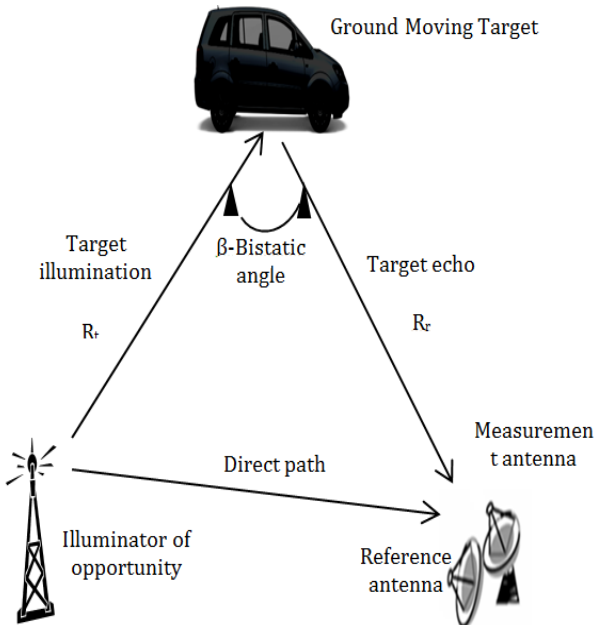 Ground Moving Target
Target
illumination
β-Bistatic
angle
Target echo
Rₜ
Rᵣ
Measuremen
t antenna
Direct path
Illuminator of
opportunity
Reference
antenna